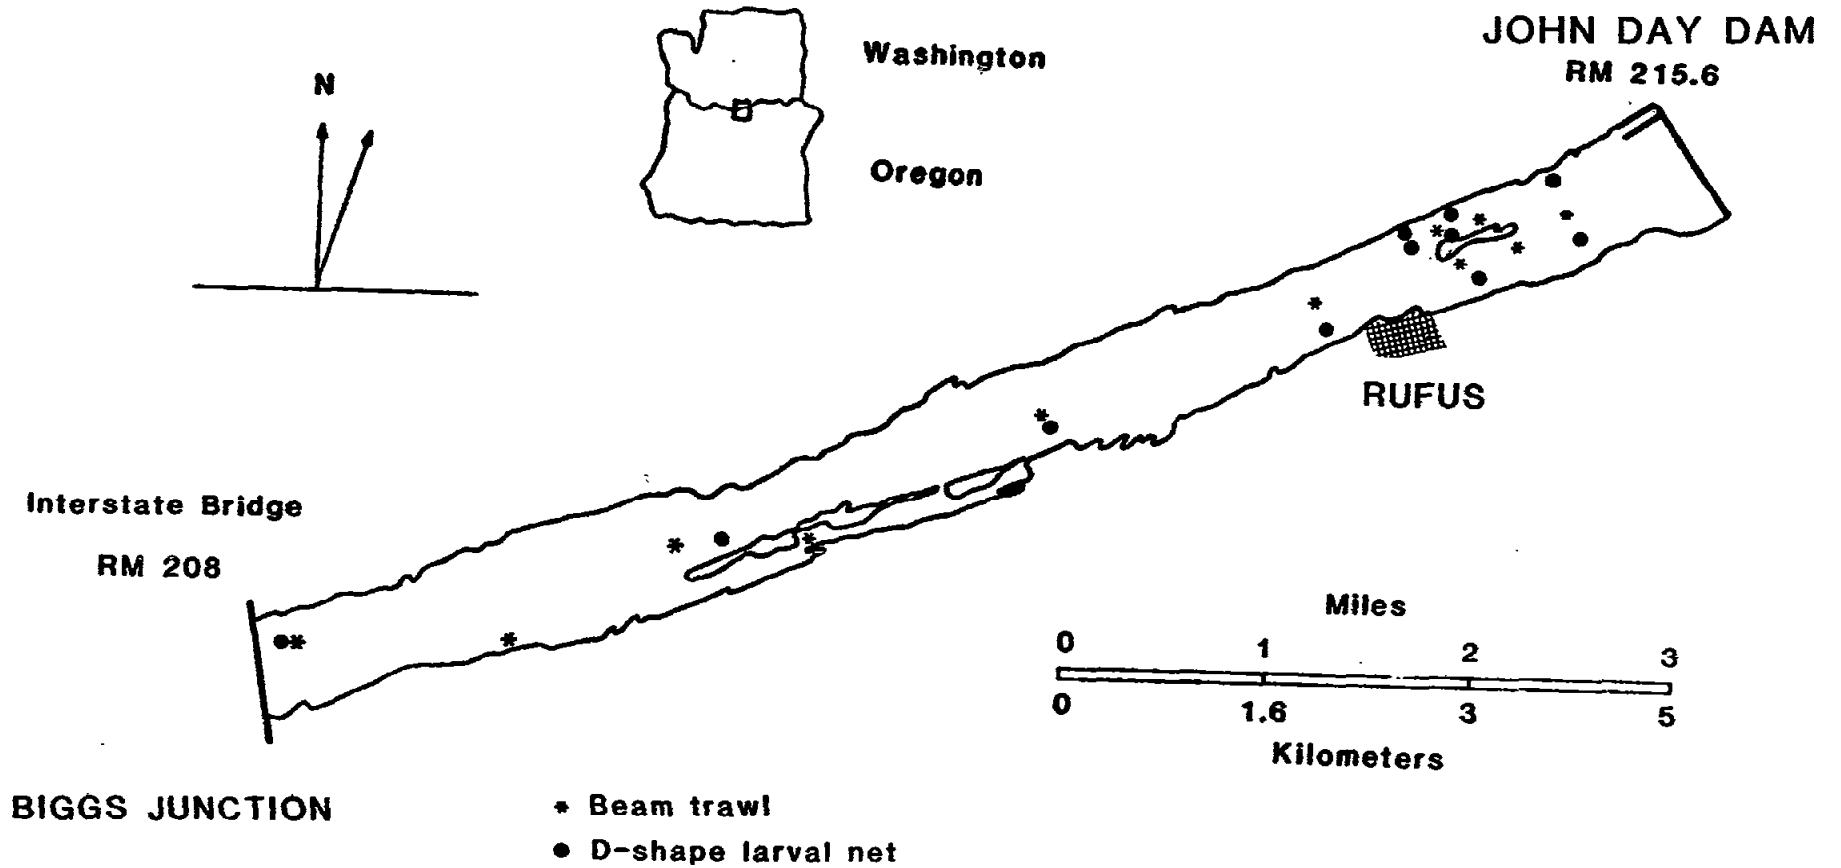 JOHN DAY DAM
RM 215.6
N
Washington
Oregon
RUFUS
Interstate Bridge
RM 208
Miles
0 1 2 3
0 1.6 3 5
Kilometers
BIGGS JUNCTION
* Beam trawl
● D-shape larval net